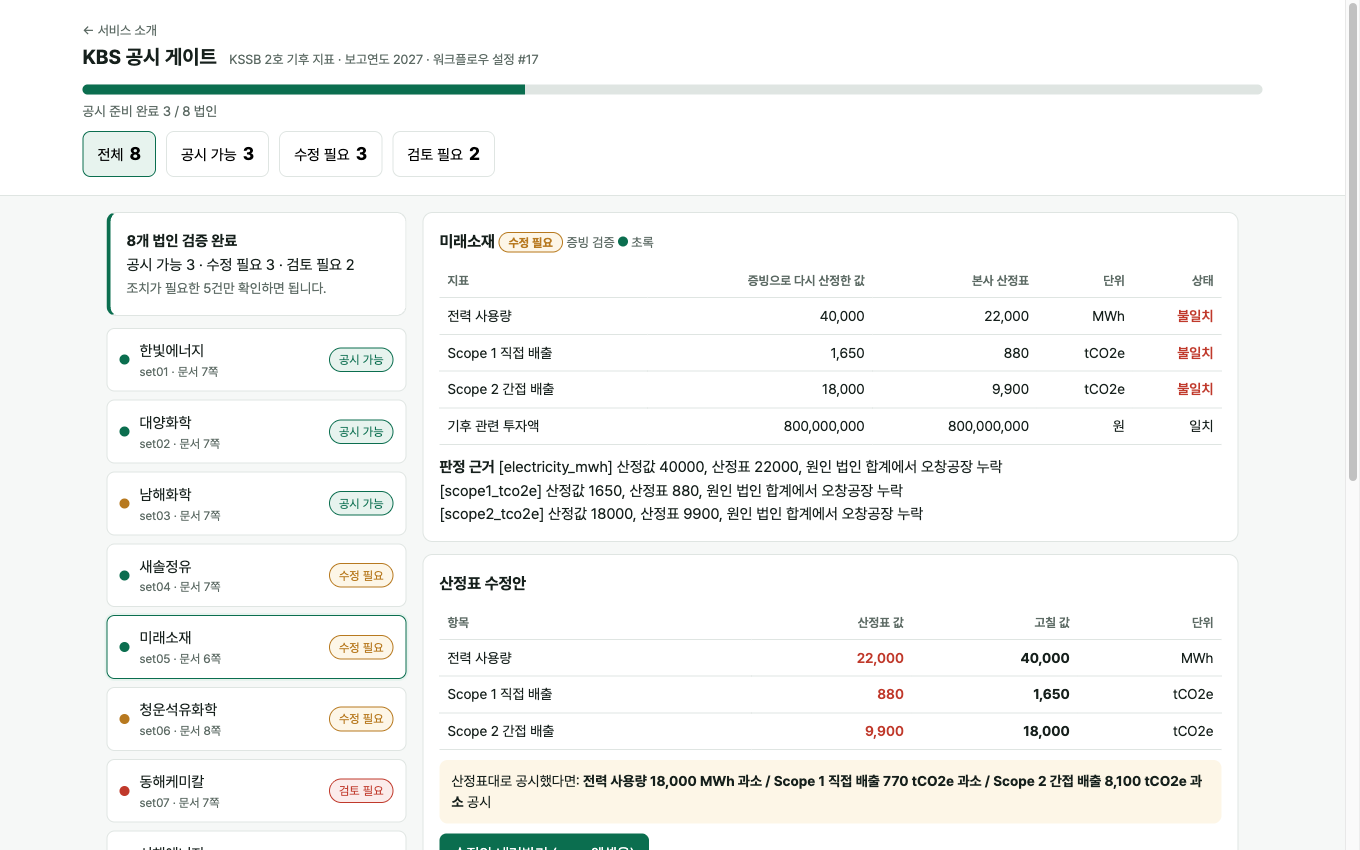 ← 서비스 소개
KBS 공시 게이트 KSSB 2호 기후 지표 · 보고연도 2027 · 워크플로우 설정 #17
공시 준비 완료 3 / 8 법인
전체 8 공시 가능 3 수정 필요 3 검토 필요 2
8개 법인 검증 완료
공시 가능 3 · 수정 필요 3 · 검토 필요 2
조치가 필요한 5건만 확인하면 됩니다.
한빛에너지
set01 · 문서 7쪽
공시 가능
대양화학
set02 · 문서 7쪽
공시 가능
남해화학
set03 · 문서 7쪽
공시 가능
새솔정유
set04 · 문서 7쪽
수정 필요
미래소재
set05 · 문서 6쪽
수정 필요
청운석유화학
set06 · 문서 8쪽
수정 필요
동해케미칼
set07 · 문서 7쪽
검토 필요
미래소재 수정 필요 증빙 검증 초록
지표 증빙으로 다시 산정한 값 본사 산정표 단위 상태
전력 사용량 40,000 22,000 MWh 불일치
Scope 1 직접 배출 1,650 880 tCO2e 불일치
Scope 2 간접 배출 18,000 9,900 tCO2e 불일치
기후 관련 투자액 800,000,000 800,000,000 원 일치
판정 근거 [electricity_mwh] 산정값 40000, 산정표 22000, 원인 법인 합계에서 오창공장 누락
[scope1_tco2e] 산정값 1650, 산정표 880, 원인 법인 합계에서 오창공장 누락
[scope2_tco2e] 산정값 18000, 산정표 9900, 원인 법인 합계에서 오창공장 누락
산정표 수정안
항목 산정표 값 고칠 값 단위
전력 사용량 22,000 40,000 MWh
Scope 1 직접 배출 880 1,650 tCO2e
Scope 2 간접 배출 9,900 18,000 tCO2e
산정표대로 공시했다면: 전력 사용량 18,000 MWh 과소 / Scope 1 직접 배출 770 tCO2e 과소 / Scope 2 간접 배출 8,100 tCO2e 과
소 공시